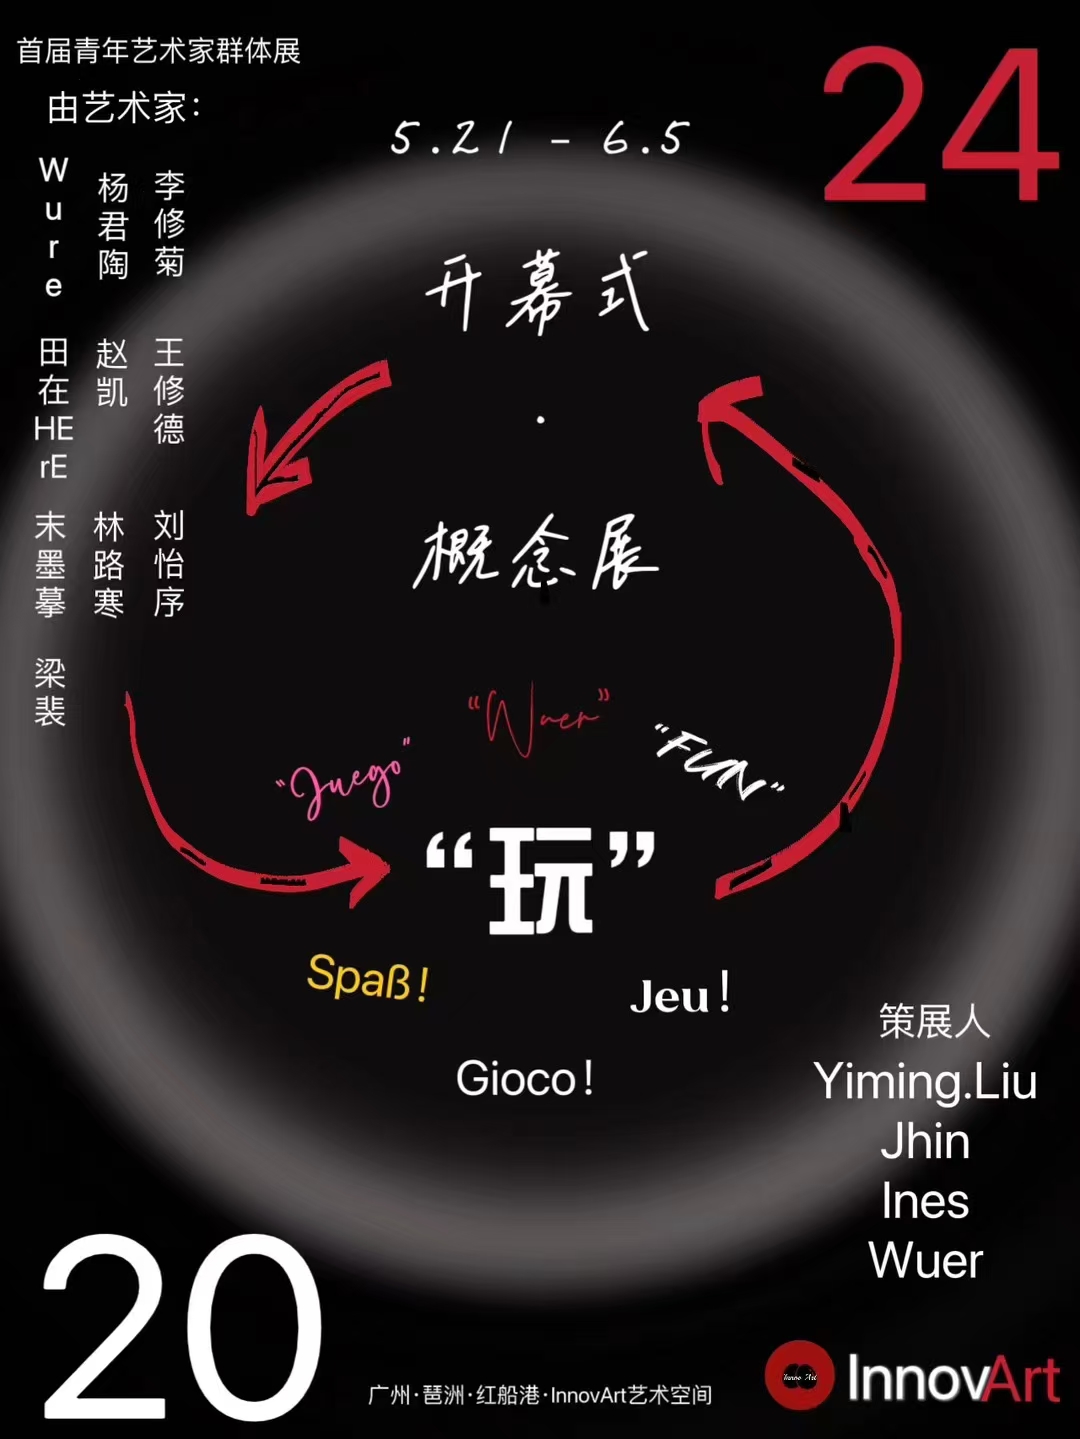 首届青年艺术家群体展
由艺术家：
24
5.21 - 6.5
Wure
杨君陶
李修菊
田在HErE
赵凯
王修德
末墨摹
林路寒
刘怡序
梁裴
开幕式
·
概念展
“Wuer”
“Juego”
“FUN”
“玩”
Spaß！
Jeu！
Gioco！
策展人
Yiming.Liu
Jhin
Ines
Wuer
20
广州·琶洲·红船港·InnovArt艺术空间
Innov Art
InnovArt